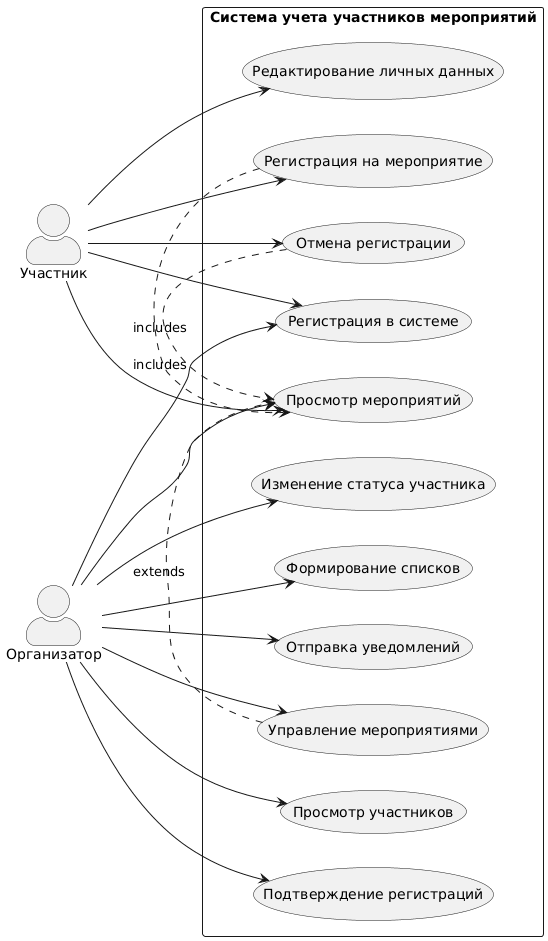 Система учета участников мероприятий
Редактирование личных данных
Регистрация на мероприятие
Отмена регистрации
Участник
Регистрация в системе
includes
includes
Просмотр мероприятий
Изменение статуса участника
Формирование списков
extends
Отправка уведомлений
Организатор
Управление мероприятиями
Просмотр участников
Подтверждение регистраций